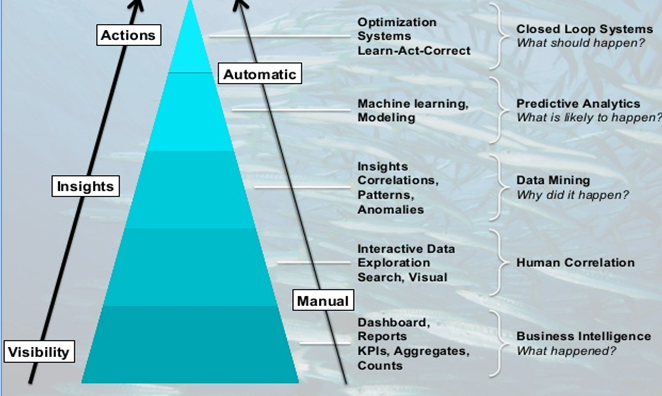 Actions
Automatic
Insights
Manual
Visibility
Optimization
Systems
Learn-Act-Correct
Closed Loop Systems
What should happen?
Machine learning,
Modeling
Predictive Analytics
What is likely to happen?
Insights
Correlations,
Patterns,
Anomalies
Data Mining
Why did it happen?
Interactive Data
Exploration
Search, Visual
Human Correlation
Dashboard,
Reports
KPIs, Aggregates,
Counts
Business Intelligence
What happened?